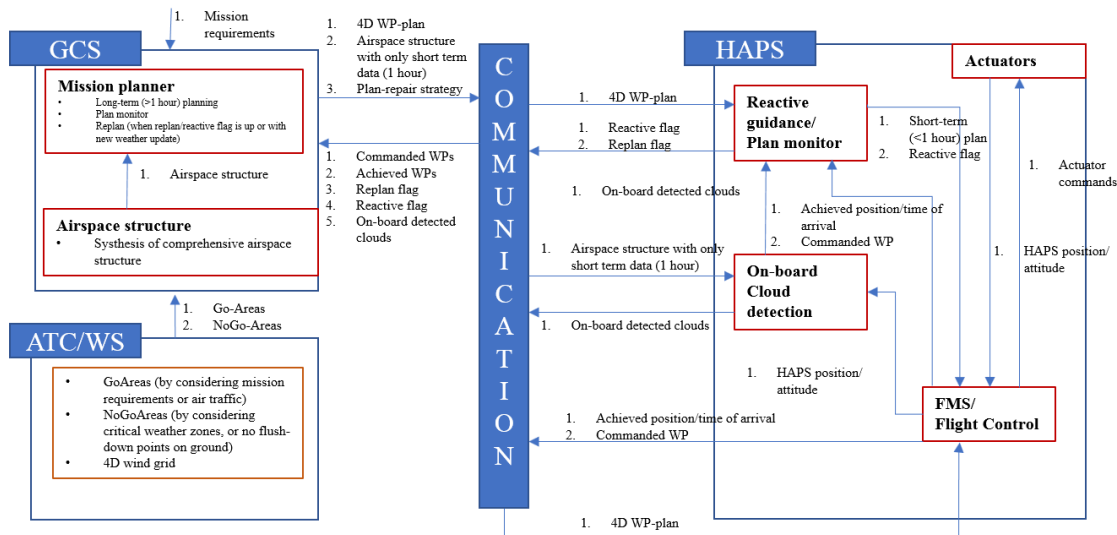 1. Mission
requirements
GCS
Mission planner
• Long-term (>1 hour) planning
• Plan monitor
• Replan (when replan/reactive flag is up or with
new weather update)
1. Airspace structure
Airspace structure
• Systhesis of comprehensive airspace
structure
1. Go-Areas
2. NoGo-Areas
ATC/WS
• GoAreas (by considering mission
requirements or air traffic)
• NoGoAreas (by considering
critical weather zones, or no flush-
down points on ground)
• 4D wind grid
1. 4D WP-plan
2. Airspace structure
with only short term
data (1 hour)
3. Plan-repair strategy
1. Commanded WPs
2. Achieved WPs
3. Replan flag
4. Reactive flag
5. On-board detected
clouds
COMMUNICATION
1. 4D WP-plan
1. Reactive flag
2. Replan flag
1. On-board detected clouds
1. Airspace structure with only
short term data (1 hour)
1. On-board detected clouds
1. Achieved position/time of arrival
2. Commanded WP
1. 4D WP-plan
HAPS
Actuators
Reactive
guidance/
Plan monitor
1. Short-term
(<1 hour) plan
2. Reactive flag
1. Actuator
commands
1. Achieved position/time of
arrival
2. Commanded WP
1. HAPS position/
attitude
On-board
Cloud
detection
1. HAPS position/
attitude
FMS/
Flight Control